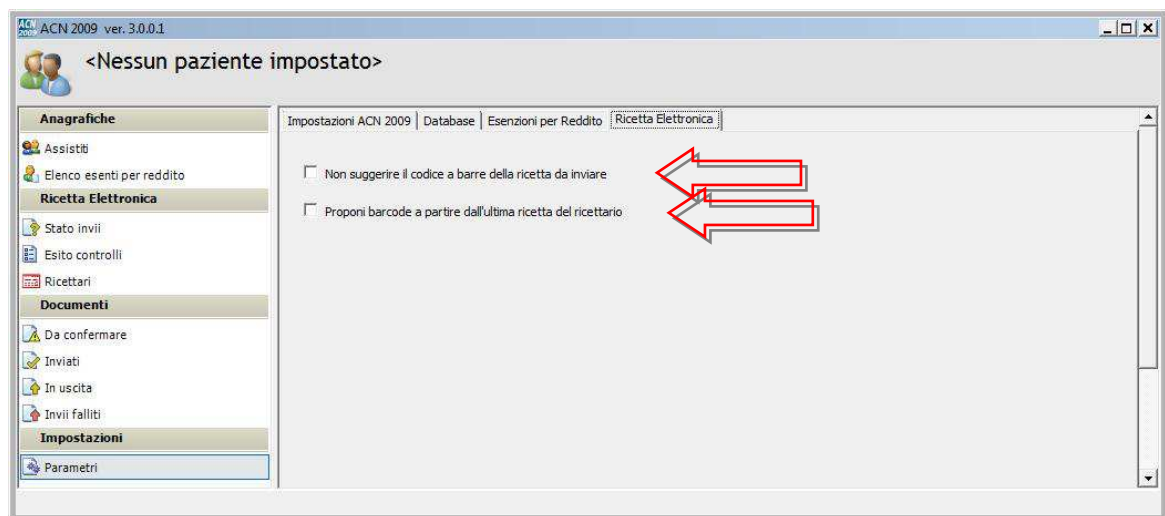 ACN 2009 ACN 2009 ver. 3.0.0.1
<Nessun paziente impostato>
Anagrafiche
Assistiti
Elenco esenti per reddito
Ricetta Elettronica
Stato invii
Esito controlli
Ricettari
Documenti
Da confermare
Inviati
In uscita
Invii falliti
Impostazioni
Parametri
Impostazioni ACN 2009 Database Esenzioni per Reddito Ricetta Elettronica
Non suggerire il codice a barre della ricetta da inviare
Proponi barcode a partire dall'ultima ricetta del ricettario